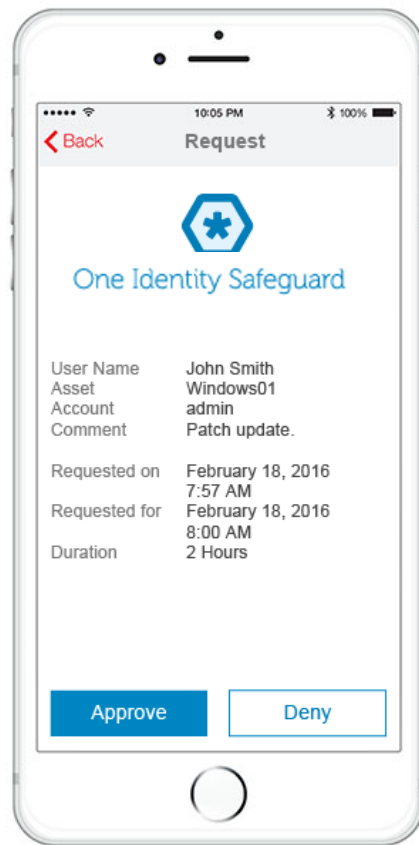 10:05 PM 100%
Back Request
One Identity Safeguard
User Name John Smith
Asset Windows01
Account admin
Comment Patch update.
Requested on February 18, 2016
7:57 AM
Requested for February 18, 2016
8:00 AM
Duration 2 Hours
Approve Deny